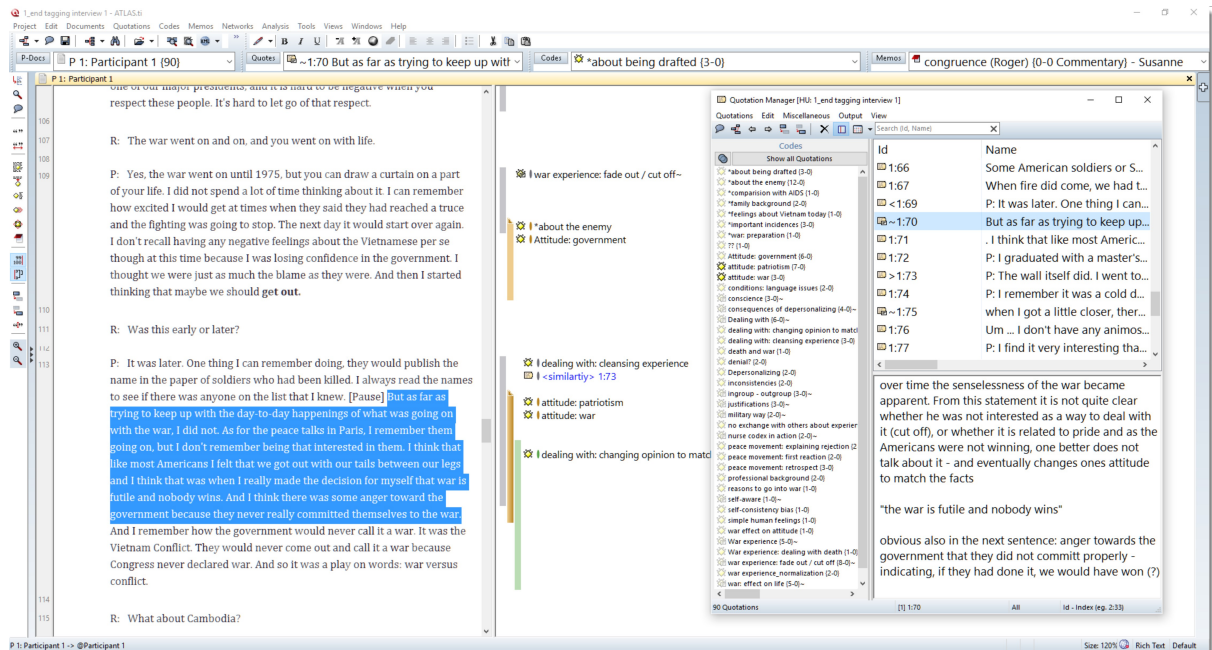 1_end tagging interview 1 - ATLAS.ti
Project Edit Documents Quotations Codes Memos Networks Analysis Tools Views Windows Help
P-Docs P 1: Participant 1 {90} Quotes ~1:70 But as far as trying to keep up with Codes *about being drafted {3-0} Memos congruence (Roger) {0-0 Commentary} - Susanne
P 1: Participant 1
one of our major presidents, and it is hard to be negative when you
respect these people. It's hard to let go of that respect.
106
107 R: The war went on and on, and you went on with life.
108
109 P: Yes, the war went on until 1975, but you can draw a curtain on a part
of your life. I did not spend a lot of time thinking about it. I can remember
how excited I would get at times when they said they had reached a truce
and the fighting was going to stop. The next day it would start over again.
I don't recall having any negative feelings about the Vietnamese per se
though at this time because I was losing confidence in the government. I
thought we were just as much the blame as they were. And then I started
thinking that maybe we should get out.
110
111 R: Was this early or later?
112
113 P: It was later. One thing I can remember doing, they would publish the
name in the paper of soldiers who had been killed. I always read the names
to see if there was anyone on the list that I knew. [Pause] But as far as
trying to keep up with the day-to-day happenings of what was going on
with the war, I did not. As for the peace talks in Paris, I remember them
going on, but I don't remember being that interested in them. I think that
like most Americans I felt that we got out with our tails between our legs
and I think that was when I really made the decision for myself that war is
futile and nobody wins. And I think there was some anger toward the
government because they never really committed themselves to the war.
And I remember how the government would never call it a war. It was the
Vietnam Conflict. They would never come out and call it a war because
Congress never declared war. And so it was a play on words: war versus
conflict.
114
115 R: What about Cambodia?
war experience: fade out / cut off~
*about the enemy
Attitude: government
dealing with: cleansing experience
<similartiy> 1:73
attitude: patriotism
attitude: war
dealing with: changing opinion to matc
Quotation Manager [HU: 1_end tagging interview 1]
Quotations Edit Miscellaneous Output View
Search (Id, Name)
Codes
Show all Quotations
*about being drafted (3-0)
*about the enemy (12-0)
*comparision with AIDS (1-0)
*family background (2-0)
*feelings about Vietnam today (1-0)
*important incidences (3-0)
*war: preparation (1-0)
?? (1-0)
Attitude: government (6-0)
attitude: patriotism (7-0)
attitude: war (3-0)
conditions: language issues (2-0)
conscience (3-0)~
consequences of depersonalizing (4-0)~
Dealing with (6-0)~
dealing with: changing opinion to matcl
dealing with: cleansing experience (3-0)
death and war (1-0)
denial? (2-0)
Depersonalizing (2-0)
inconsistencies (2-0)
ingroup - outgroup (3-0)~
justifications (3-0)~
military way (2-0)~
no exchange with others about experier
nurse codex in action (2-0)~
peace movement: explaining rejection (2
peace movement: first reaction (2-0)
peace movement: retrospect (3-0)
professional background (2-0)
reasons to go into war (1-0)
self-aware (1-0)~
self-consistency bias (1-0)
simple human feelings (1-0)
war effect on attitude (1-0)
War experience (5-0)~
War experience: dealing with death (1-0)
war experience: fade out / cut off (8-0)~
war experience_normalization (2-0)
war: effect on life (5-0)~
Id Name
1:66 Some American soldiers or S...
1:67 When fire did come, we had t...
<1:69 P: It was later. One thing I can...
~1:70 But as far as trying to keep up...
1:71 . I think that like most Americ...
1:72 P: I graduated with a master's...
>1:73 P: The wall itself did. I went to...
1:74 P: I remember it was a cold d...
~1:75 when I got a little closer, ther...
1:76 Um ... I don't have any animos...
1:77 P: I find it very interesting tha...
over time the senselessness of the war became
apparent. From this statement it is not quite clear
whether he was not interested as a way to deal with
it (cut off), or whether it is related to pride and as the
Americans were not winning, one better does not
talk about it - and eventually changes ones attitude
to match the facts
"the war is futile and nobody wins"
obvious also in the next sentence: anger towards the
government that they did not committ properly -
indicating, if they had done it, we would have won (?)
90 Quotations [1] 1:70 All Id - Index (eg. 2:33)
P 1: Participant 1 -> @Participant 1 Size: 120% Rich Text Default